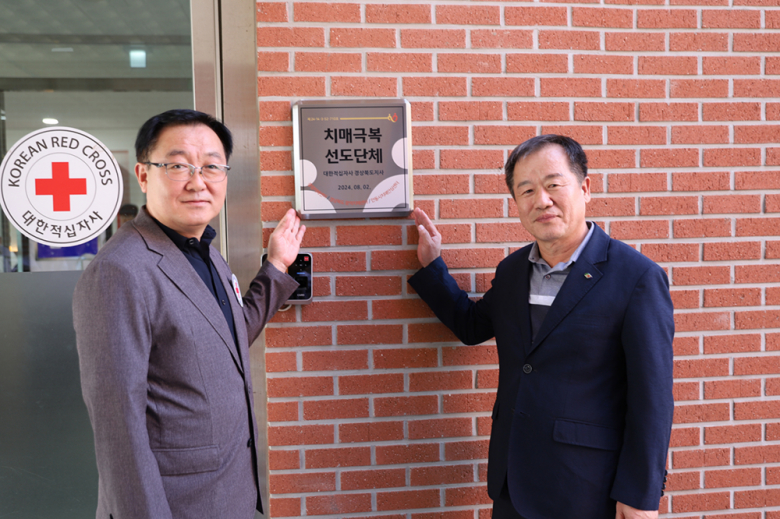 KOREAN RED CROSS
대한적십자사
치매극복
선도단체
대한적십자사 경상북도지사
2024. 08. 02.